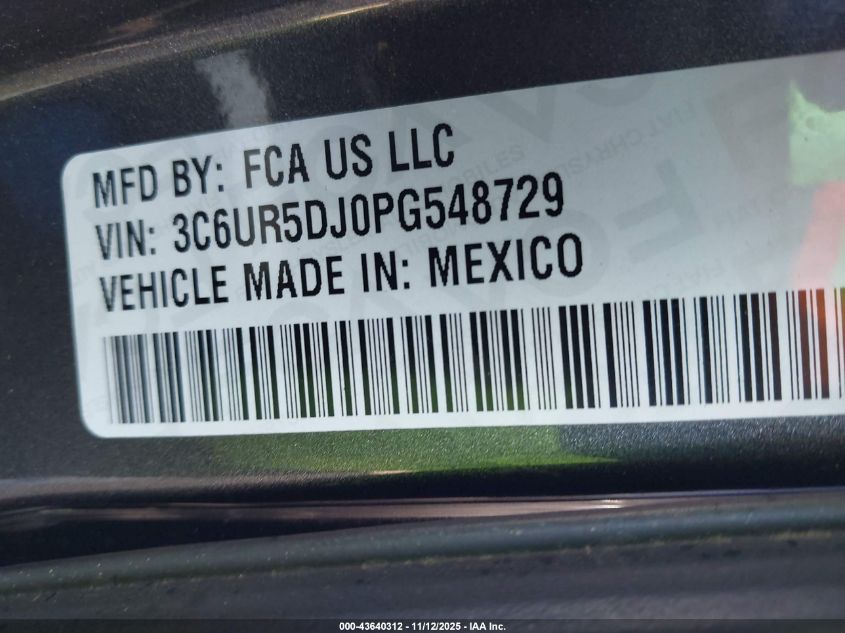 MFD BY: FCA US LLC
VIN: 3C6UR5DJ0PG548729
VEHICLE MADE IN: MEXICO
000-43640312 - 11/12/2025 - IAA Inc.